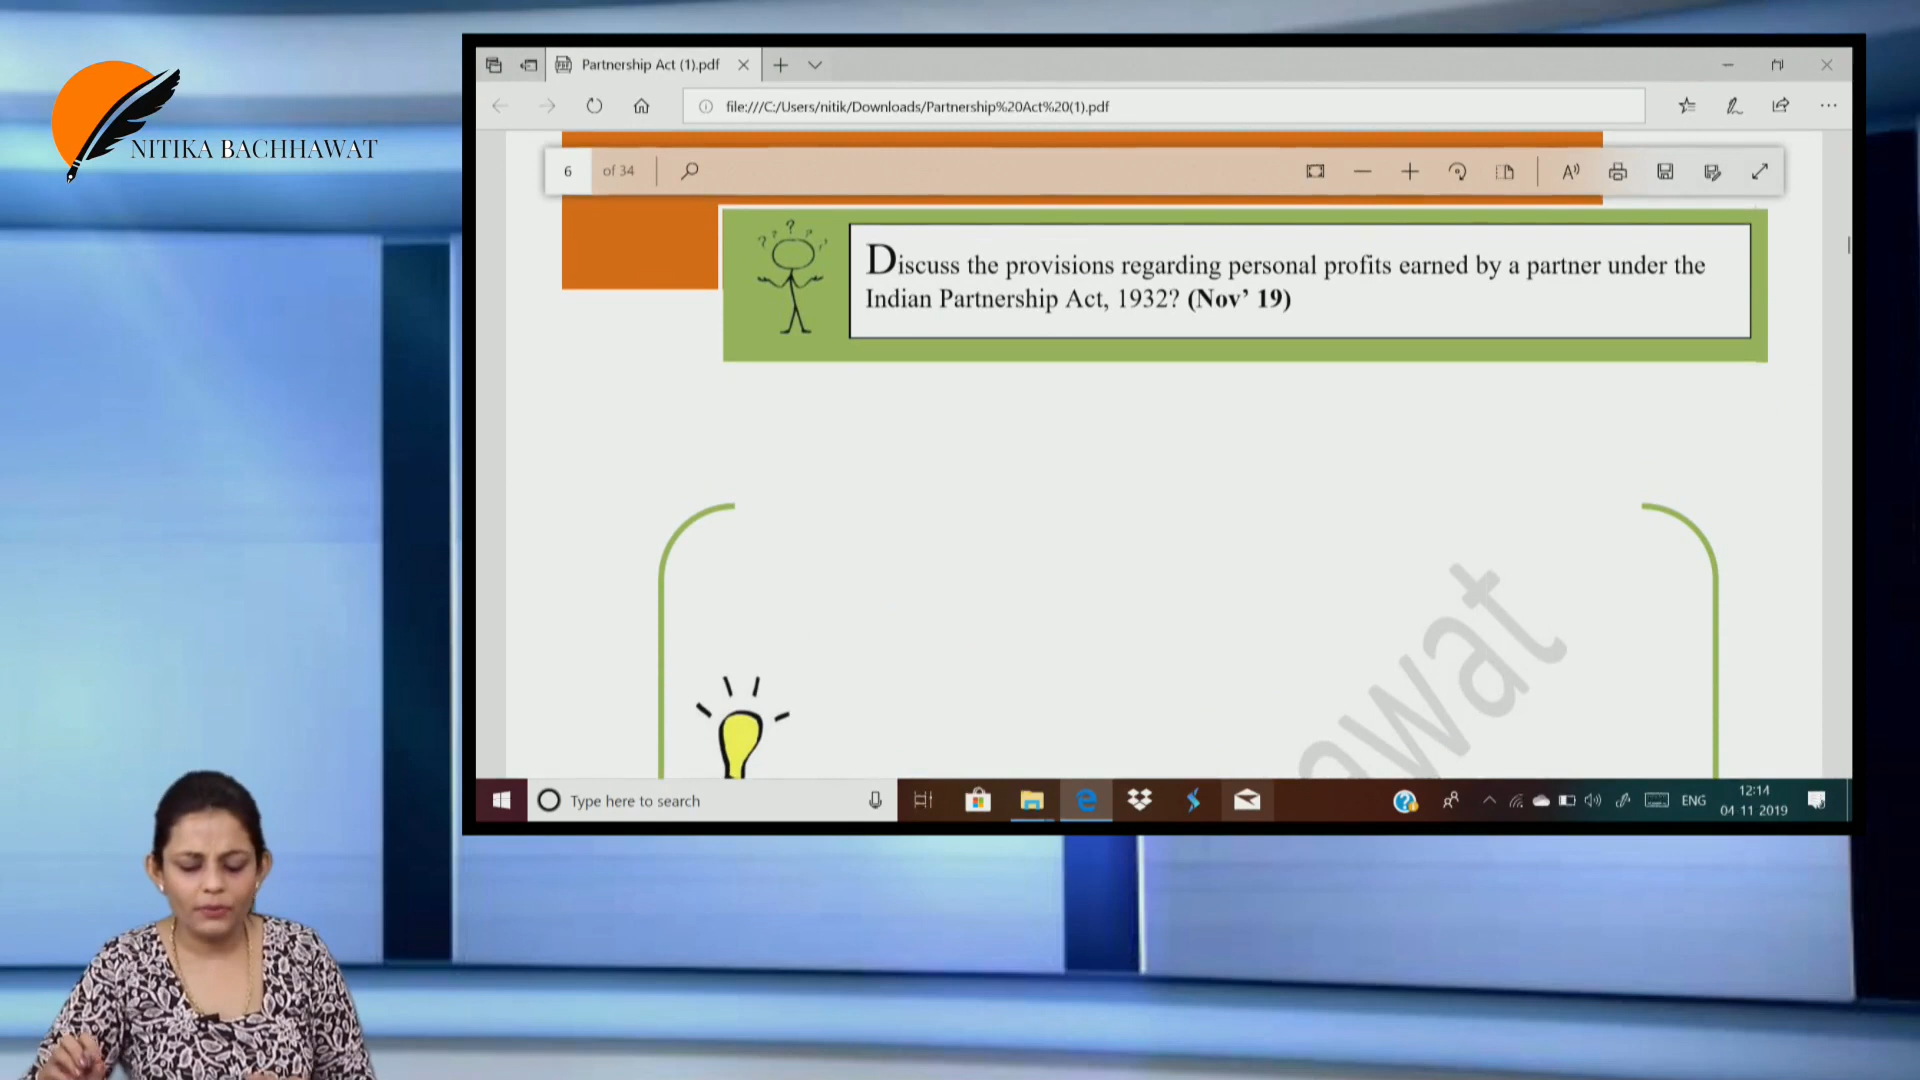 NITIKA BACHHAWAT
Partnership Act (1).pdf
file:///C:/Users/nitik/Downloads/Partnership%20Act%20(1).pdf
6 of 34
Discuss the provisions regarding personal profits earned by a partner under the
Indian Partnership Act, 1932? (Nov’ 19)
awat
Type here to search
ENG
12:14
04 11 2019